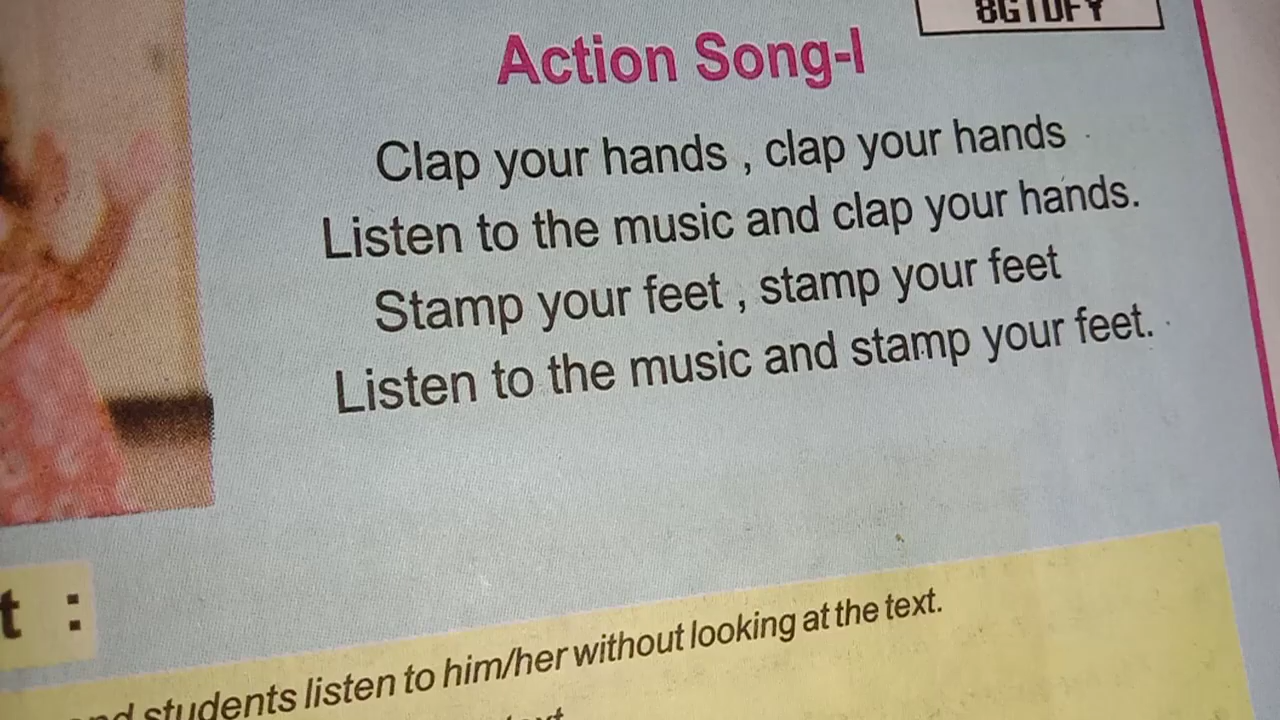 8GTDFY
Action Song-I
Clap your hands , clap your hands
Listen to the music and clap your hands.
Stamp your feet , stamp your feet
Listen to the music and stamp your feet.
t :
students listen to him/her without looking at the text.